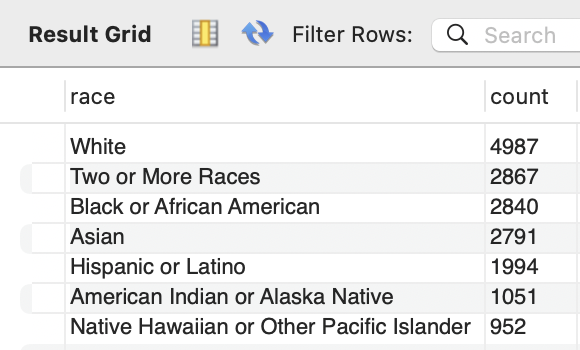 Result Grid Filter Rows: Search
race count
White 4987
Two or More Races 2867
Black or African American 2840
Asian 2791
Hispanic or Latino 1994
American Indian or Alaska Native 1051
Native Hawaiian or Other Pacific Islander 952